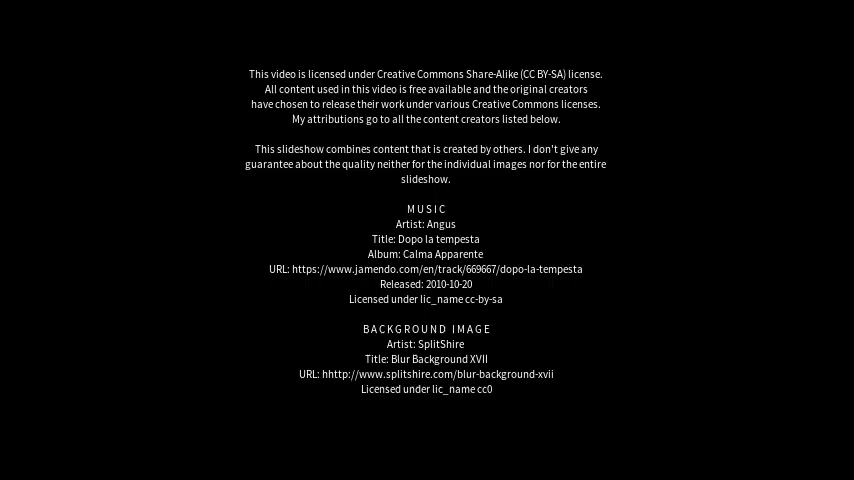 This video is licensed under Creative Commons Share-Alike (CC BY-SA) license.
All content used in this video is free available and the original creators
have chosen to release their work under various Creative Commons licenses.
My attributions go to all the content creators listed below.
This slideshow combines content that is created by others. I don't give any
guarantee about the quality neither for the individual images nor for the entire
slideshow.
MUSIC
Artist: Angus
Title: Dopo la tempesta
Album: Calma Apparente
URL: https://www.jamendo.com/en/track/669667/dopo-la-tempesta
Released: 2010-10-20
Licensed under lic_name cc-by-sa
BACKGROUND IMAGE
Artist: SplitShire
Title: Blur Background XVII
URL: hhttp://www.splitshire.com/blur-background-xvii
Licensed under lic_name cc0